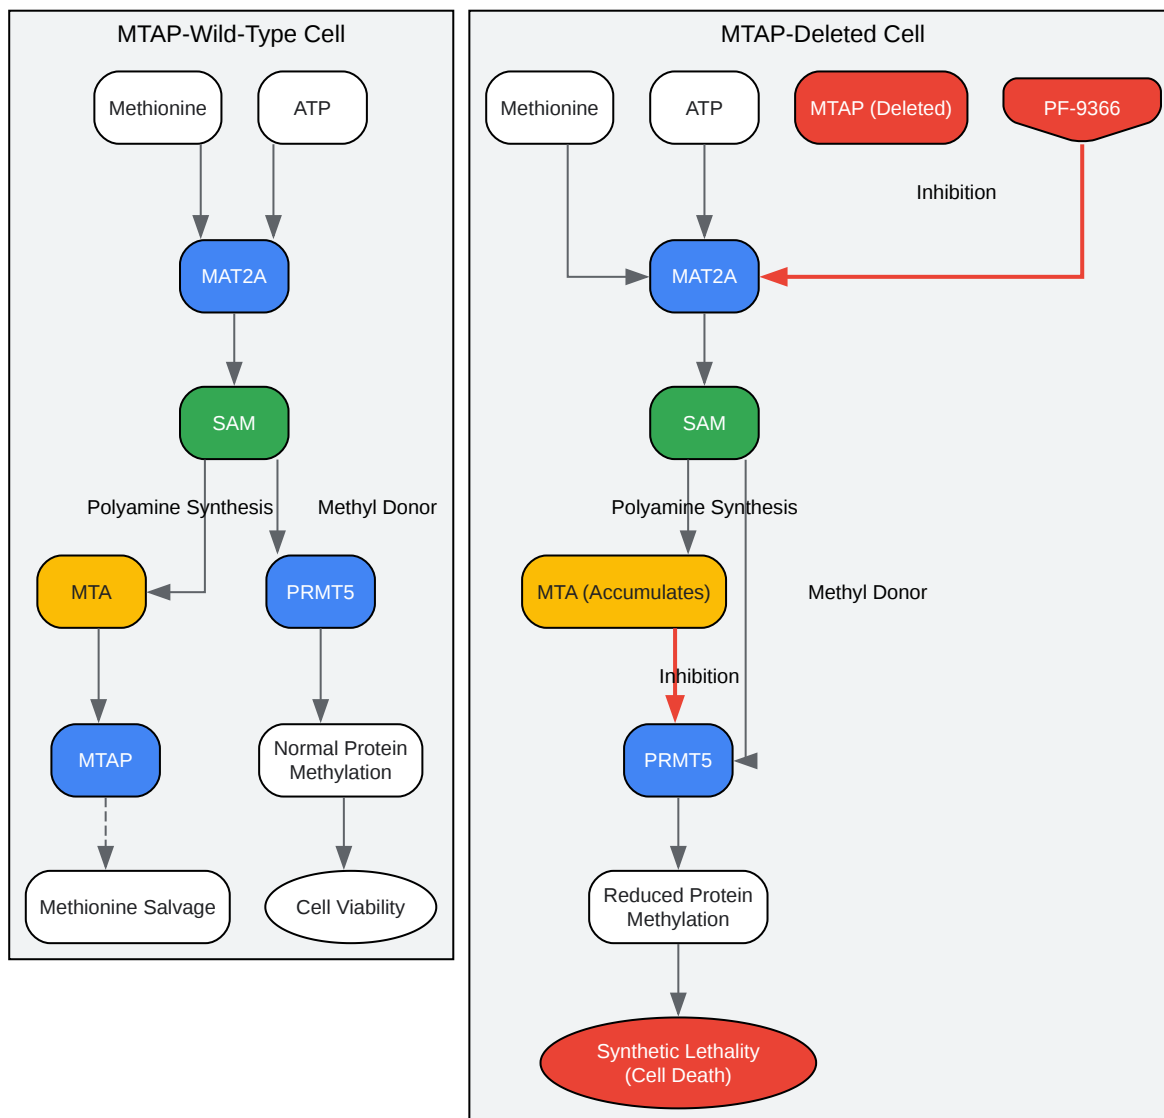 MTAP-Wild-Type Cell
Methionine
ATP
MAT2A
SAM
Polyamine Synthesis
Methyl Donor
MTA
PRMT5
MTAP
Normal Protein
Methylation
Methionine Salvage
Cell Viability
MTAP-Deleted Cell
Methionine
ATP
MTAP (Deleted)
PF-9366
Inhibition
MAT2A
SAM
Polyamine Synthesis
MTA (Accumulates)
Methyl Donor
Inhibition
PRMT5
Reduced Protein
Methylation
Synthetic Lethality
(Cell Death)